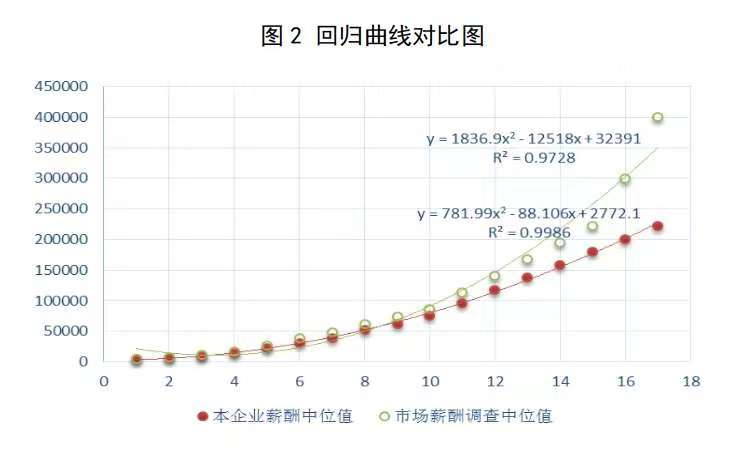 图2 回归曲线对比图
450000
400000
350000
300000
250000
200000
150000
100000
50000
0
y = 1836.9x² - 12518x + 32391
R² = 0.9728
y = 781.99x² - 88.106x + 2772.1
R² = 0.9986
0 2 4 6 8 10 12 14 16 18
本企业薪酬中位值 市场薪酬调查中位值